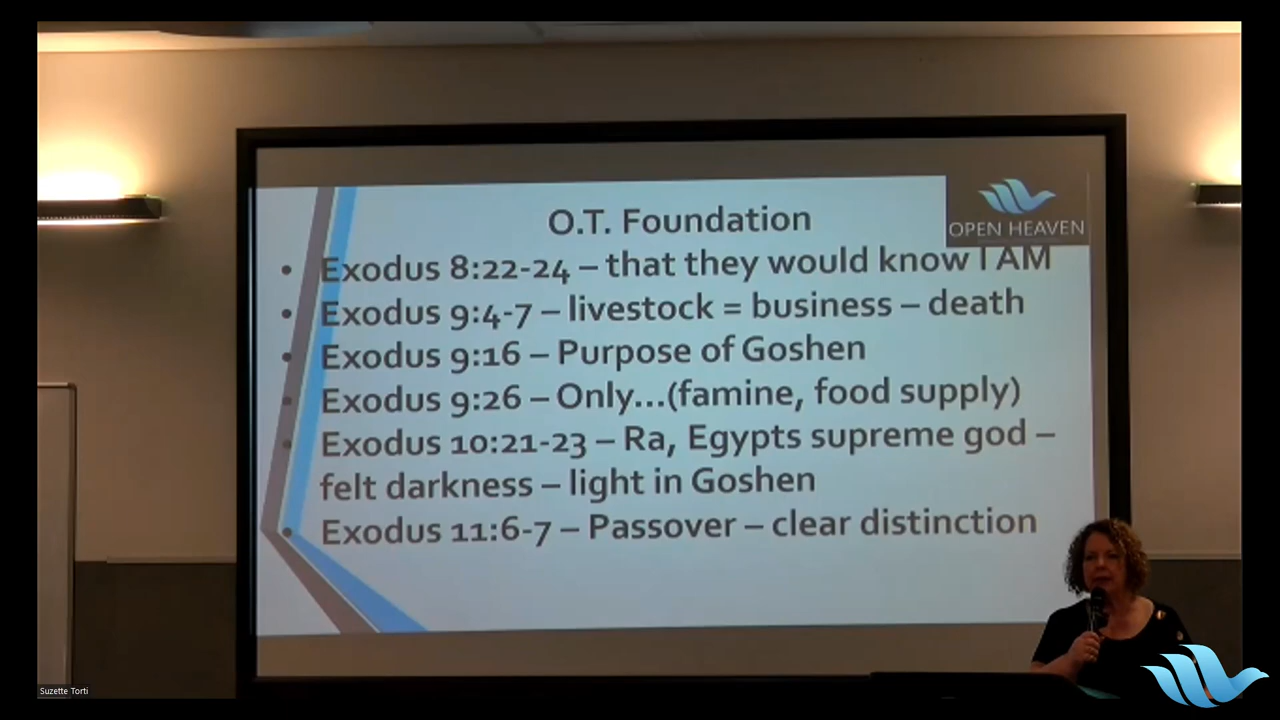 O.T. Foundation
OPEN HEAVEN
• Exodus 8:22-24 – that they would know I AM
• Exodus 9:4-7 – livestock = business – death
• Exodus 9:16 – Purpose of Goshen
• Exodus 9:26 – Only...(famine, food supply)
• Exodus 10:21-23 – Ra, Egypts supreme god –
felt darkness – light in Goshen
• Exodus 11:6-7 – Passover – clear distinction
Suzette Torti